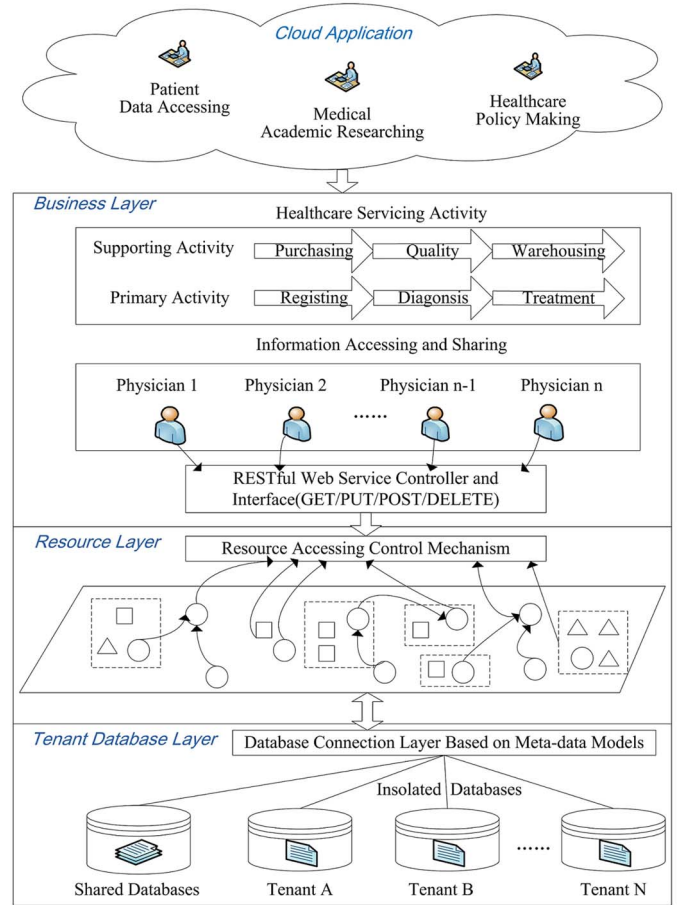 Cloud Application
Patient
Data Accessing
Medical
Academic Researching
Healthcare
Policy Making
Business Layer
Healthcare Servicing Activity
Supporting Activity Purchasing Quality Warehousing
Primary Activity Registing Diagonsis Treatment
Information Accessing and Sharing
Physician 1 Physician 2 Physician n-1 Physician n
......
RESTful Web Service Controller and
Interface(GET/PUT/POST/DELETE)
Resource Layer
Resource Accessing Control Mechanism
Tenant Database Layer
Database Connection Layer Based on Meta-data Models
Insolated Databases
......
Shared Databases Tenant A Tenant B Tenant N